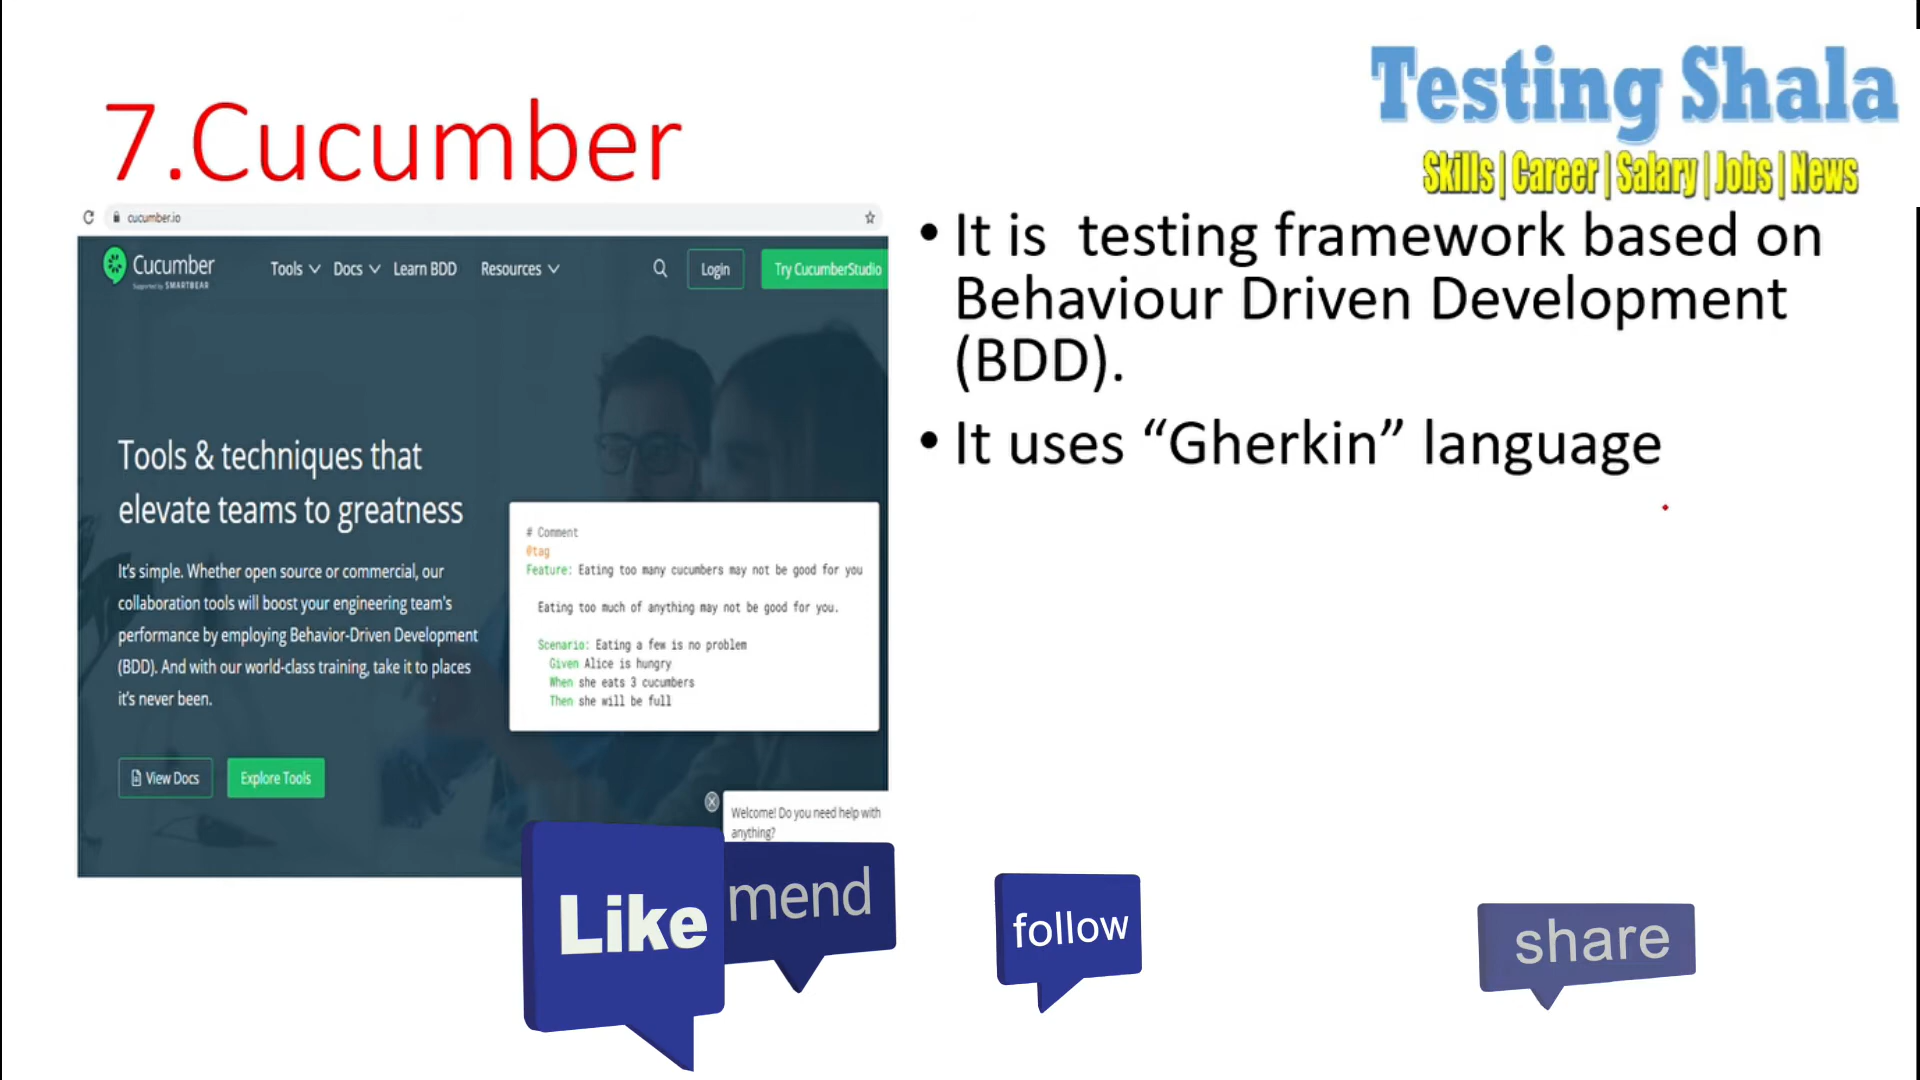 Testing Shala
Skills | Career | Salary | Jobs | News
7.Cucumber
cucumber.io
Cucumber
Supported by SMARTBEAR
Tools Docs Learn BDD Resources Login Try CucumberStudio
Tools & techniques that
elevate teams to greatness
It's simple. Whether open source or commercial, our
collaboration tools will boost your engineering team's
performance by employing Behavior-Driven Development
(BDD). And with our world-class training, take it to places
it's never been.
View Docs Explore Tools
# Comment
@tag
Feature: Eating too many cucumbers may not be good for you
Eating too much of anything may not be good for you.
Scenario: Eating a few is no problem
Given Alice is hungry
When she eats 3 cucumbers
Then she will be full
Welcome! Do you need help with
anything?
• It is testing framework based on
Behaviour Driven Development
(BDD).
• It uses “Gherkin” language
Like
mend
follow
share